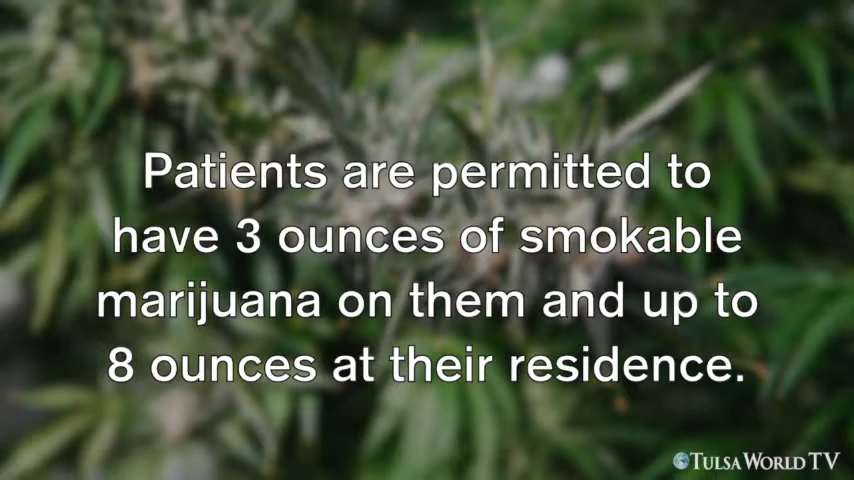 Patients are permitted to
have 3 ounces of smokable
marijuana on them and up to
8 ounces at their residence.
TULSA WORLD TV